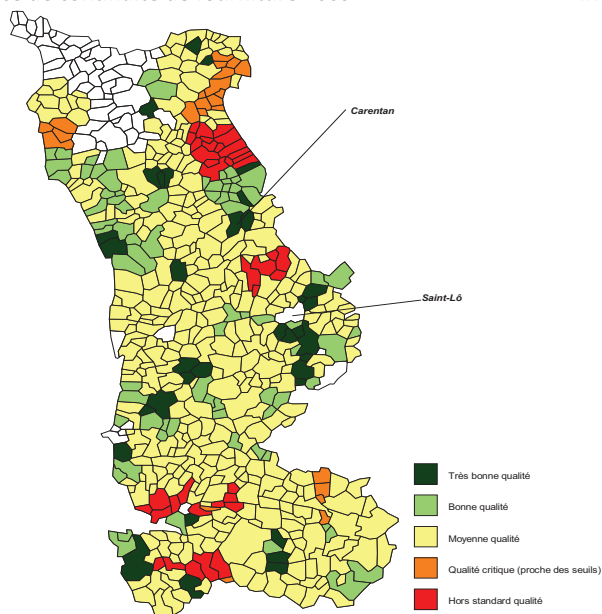 Carentan
Saint-Lô
Très bonne qualité
Bonne qualité
Moyenne qualité
Qualité critique (proche des seuils)
Hors standard qualité